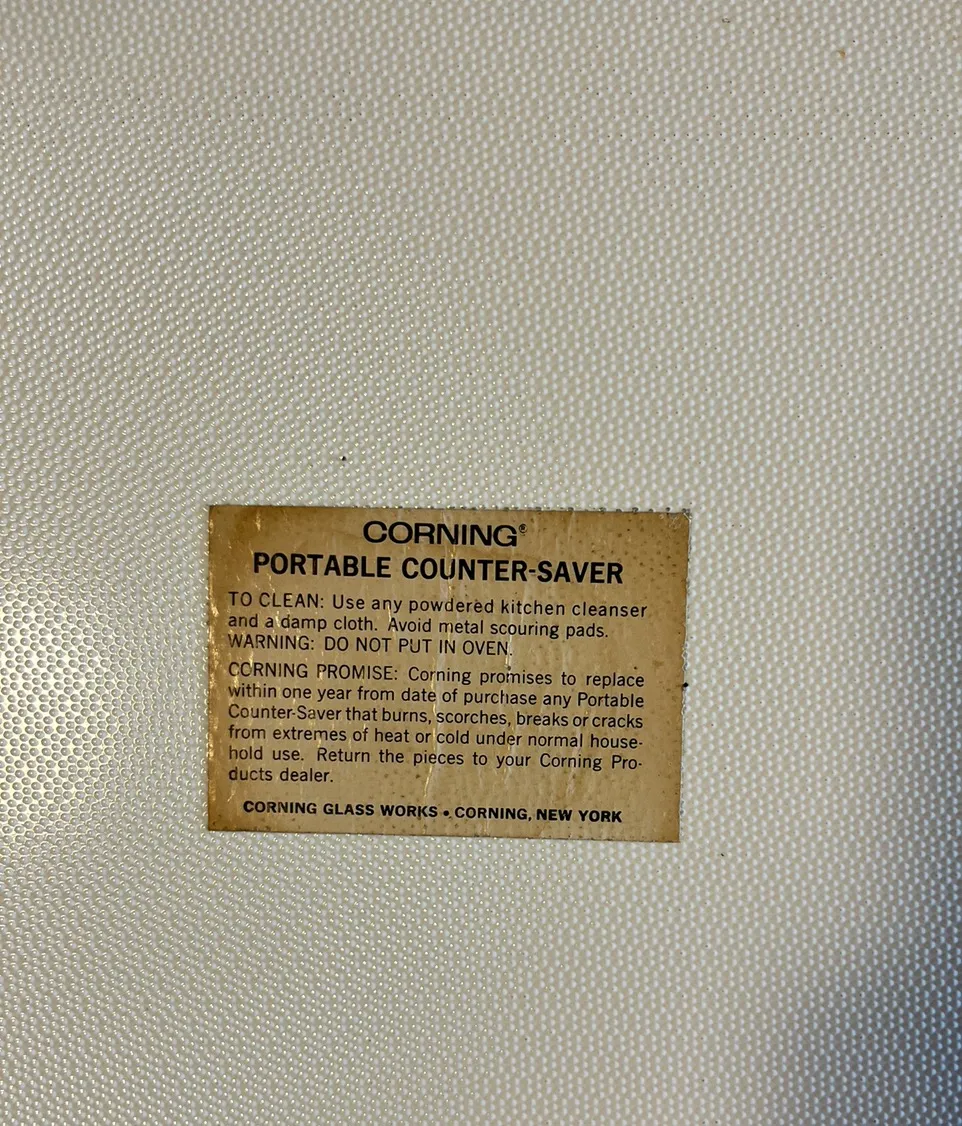 CORNING®
PORTABLE COUNTER-SAVER
TO CLEAN: Use any powdered kitchen cleanser
and a damp cloth. Avoid metal scouring pads.
WARNING: DO NOT PUT IN OVEN.
CORNING PROMISE: Corning promises to replace
within one year from date of purchase any Portable
Counter-Saver that burns, scorches, breaks or cracks
from extremes of heat or cold under normal house-
hold use. Return the pieces to your Corning Pro-
ducts dealer.
CORNING GLASS WORKS • CORNING, NEW YORK